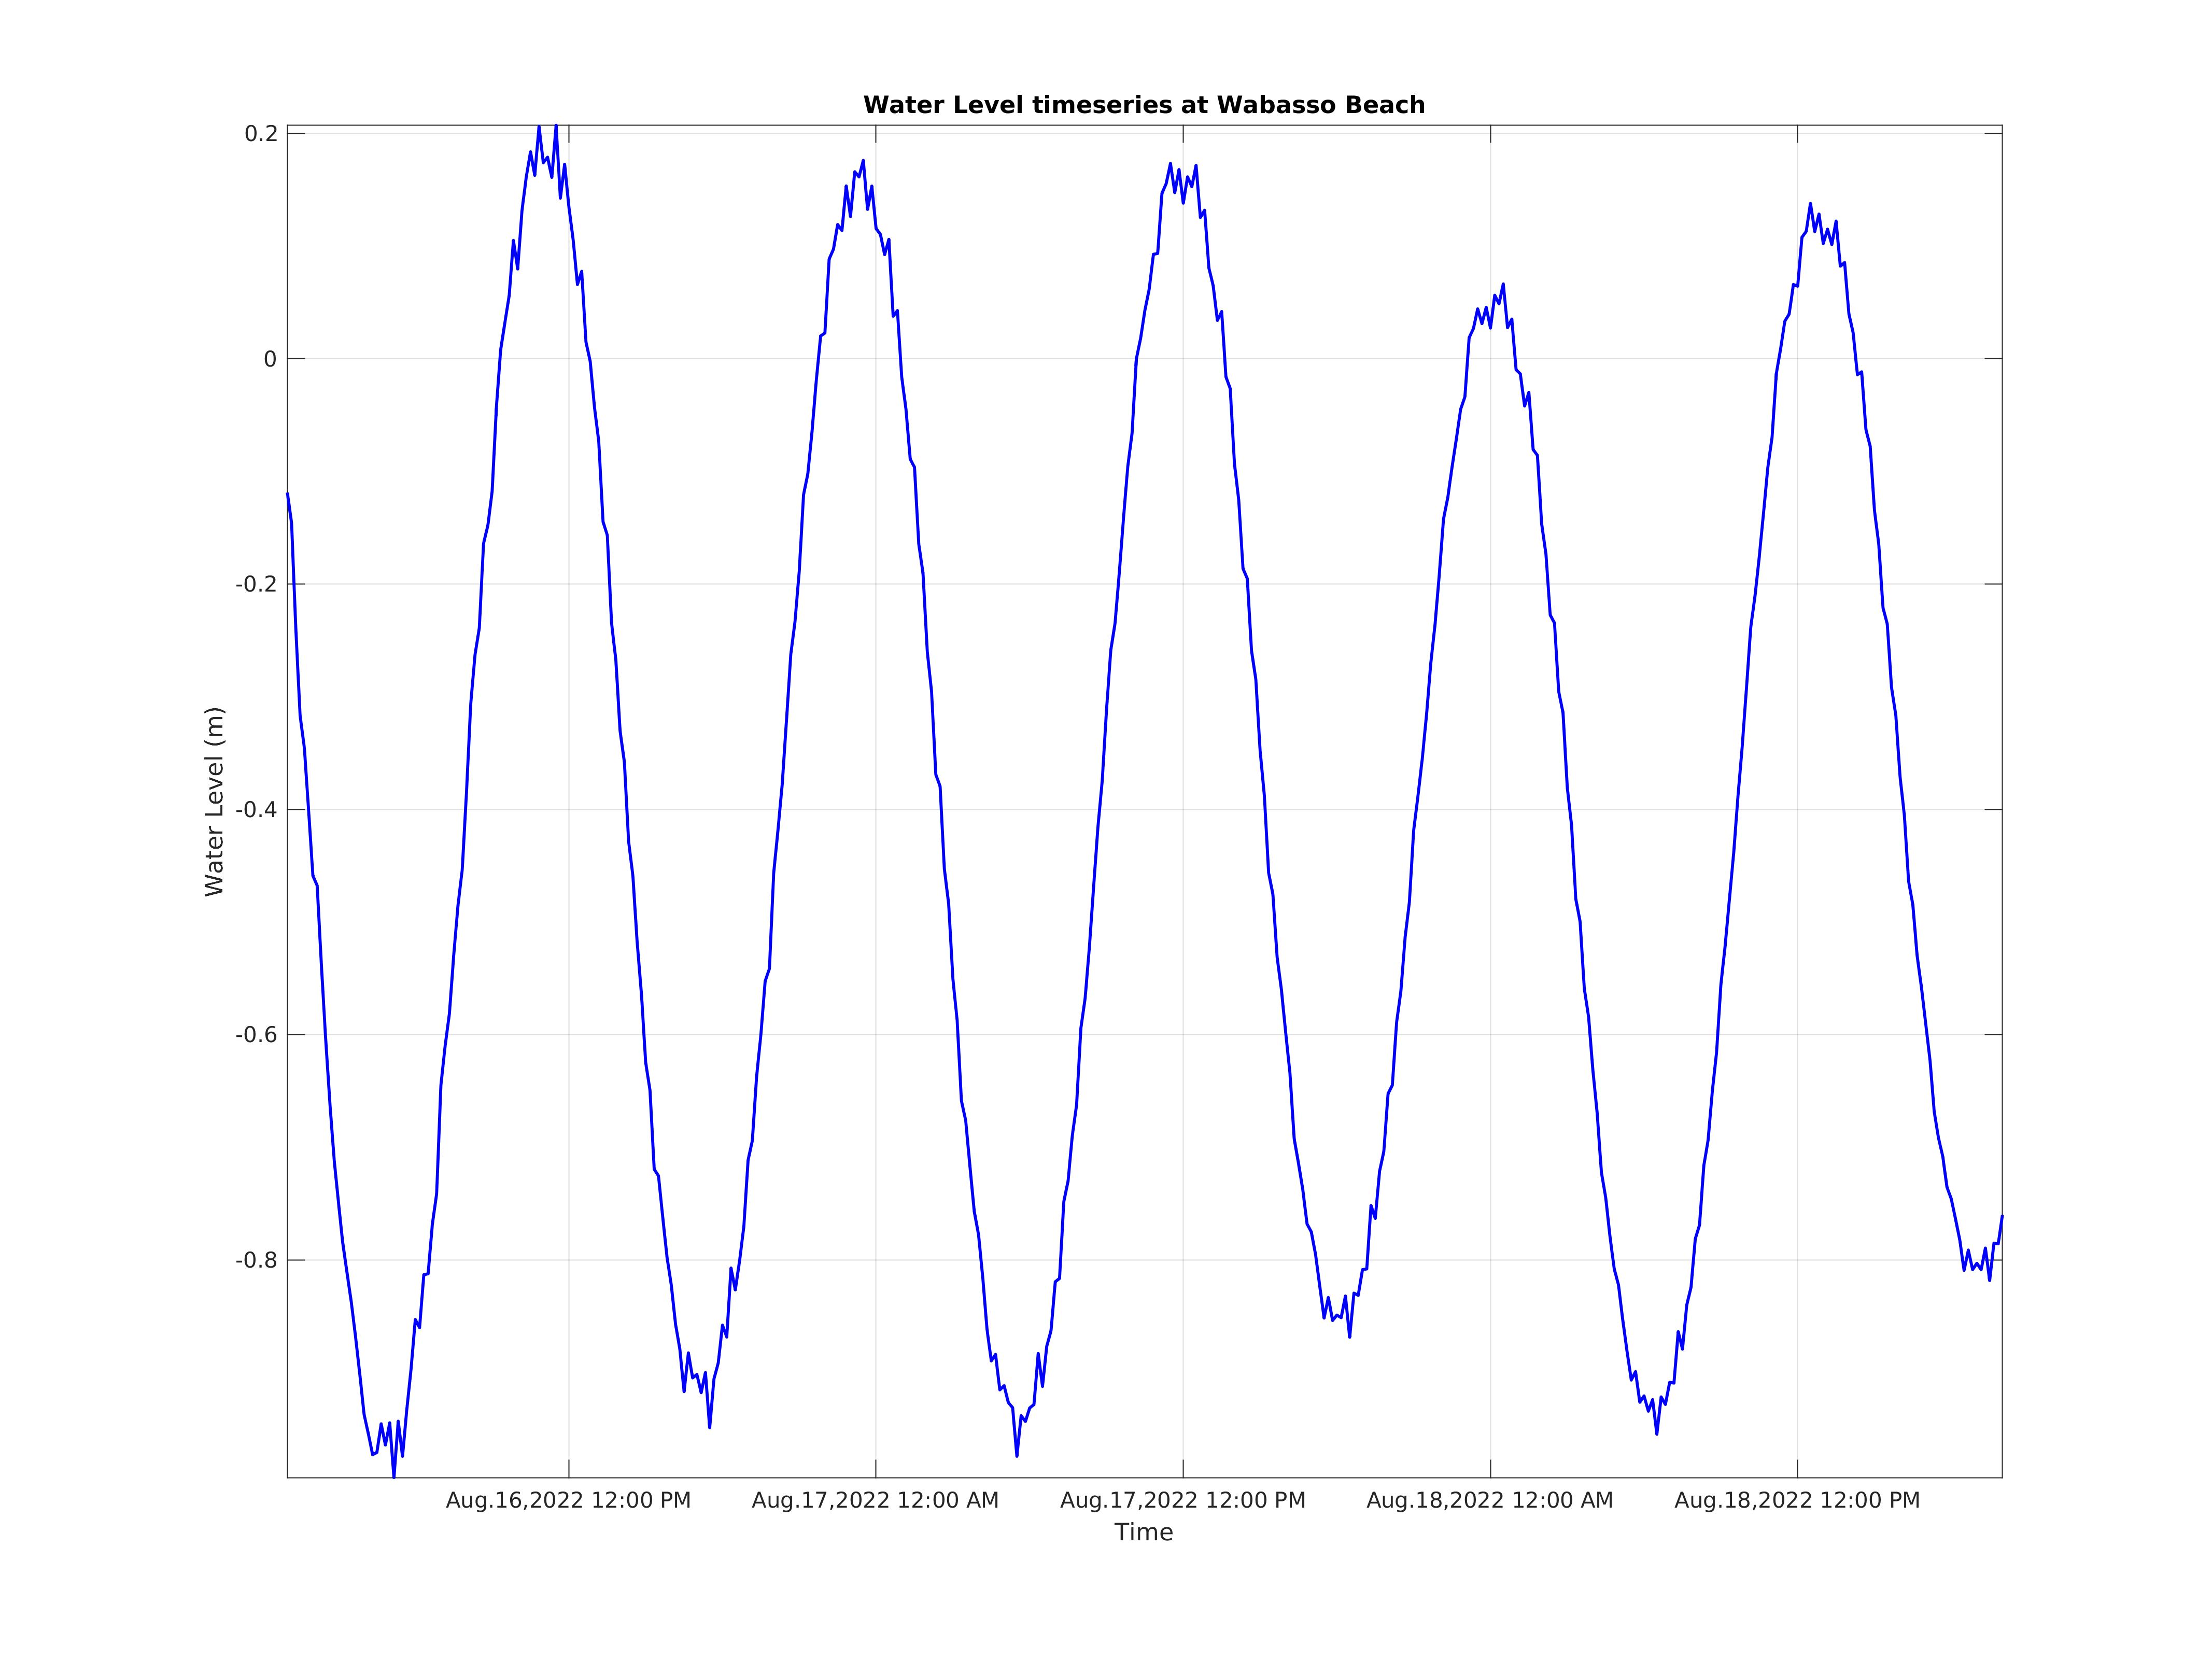 Water Level timeseries at Wabasso Beach
0.2
0
-0.2
-0.4
-0.6
-0.8
Water Level (m)
Aug.16,2022 12:00 PM
Aug.17,2022 12:00 AM
Aug.17,2022 12:00 PM
Aug.18,2022 12:00 AM
Aug.18,2022 12:00 PM
Time